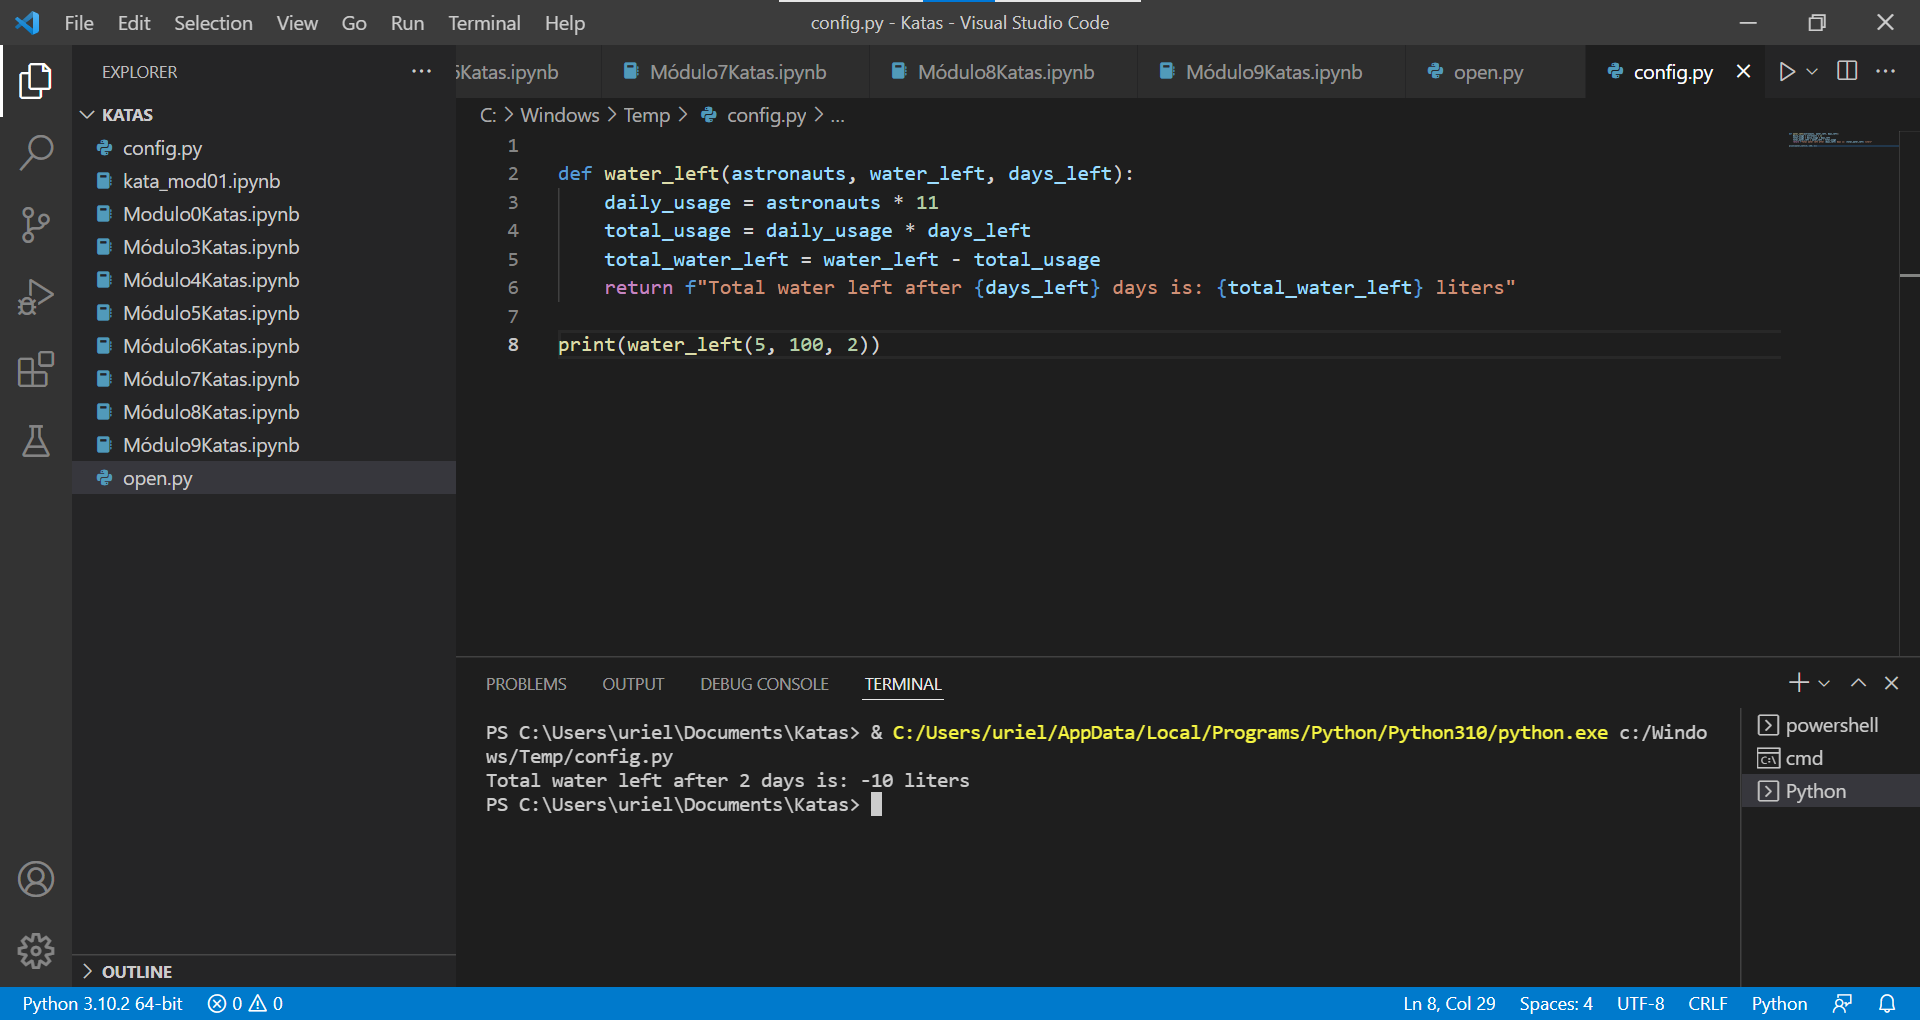 File Edit Selection View Go Run Terminal Help
config.py - Katas - Visual Studio Code
EXPLORER
6Katas.ipynb Módulo7Katas.ipynb Módulo8Katas.ipynb Módulo9Katas.ipynb open.py config.py
KATAS
config.py
kata_mod01.ipynb
Modulo0Katas.ipynb
Módulo3Katas.ipynb
Módulo4Katas.ipynb
Módulo5Katas.ipynb
Módulo6Katas.ipynb
Módulo7Katas.ipynb
Módulo8Katas.ipynb
Módulo9Katas.ipynb
open.py
OUTLINE
C: > Windows > Temp > config.py > ...
1
2 def water_left(astronauts, water_left, days_left):
3     daily_usage = astronauts * 11
4     total_usage = daily_usage * days_left
5     total_water_left = water_left - total_usage
6     return f"Total water left after {days_left} days is: {total_water_left} liters"
7
8 print(water_left(5, 100, 2))
PROBLEMS OUTPUT DEBUG CONSOLE TERMINAL
PS C:\Users\uriel\Documents\Katas> & C:/Users/uriel/AppData/Local/Programs/Python/Python310/python.exe c:/Windo
ws/Temp/config.py
Total water left after 2 days is: -10 liters
PS C:\Users\uriel\Documents\Katas>
powershell
cmd
Python
Python 3.10.2 64-bit 0 0 Ln 8, Col 29 Spaces: 4 UTF-8 CRLF Python